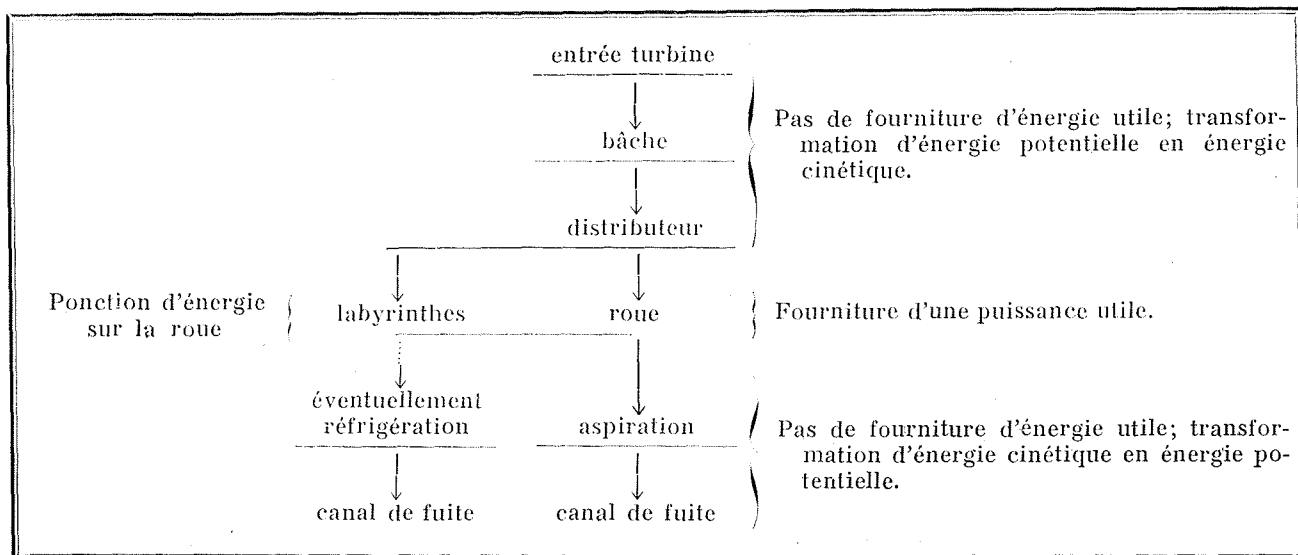 entrée turbine
bâche
distributeur
Pas de fourniture d'énergie utile; transfor-
mation d'énergie potentielle en énergie
cinétique.
Ponction d'énergie
sur la roue
labyrinthes
roue
Fourniture d'une puissance utile.
éventuellement
réfrigération
aspiration
Pas de fourniture d'énergie utile; transfor-
mation d'énergie cinétique en énergie po-
tentielle.
canal de fuite
canal de fuite